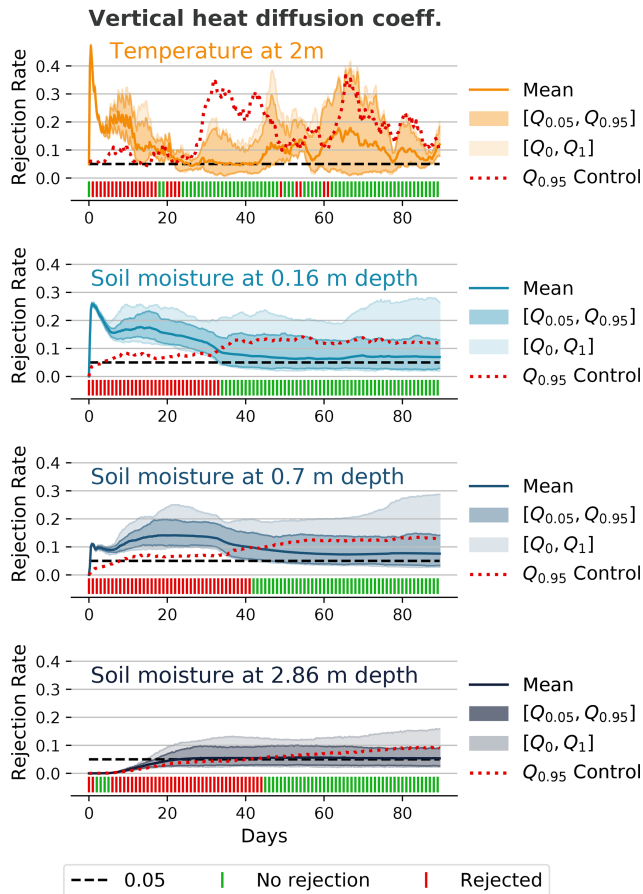 Vertical heat diffusion coeff.
Temperature at 2m
Rejection Rate
0.4
0.3
0.2
0.1
0.0
0 20 40 60 80
Mean
[Q0.05, Q0.95]
[Q0, Q1]
Q0.95 Control
Soil moisture at 0.16 m depth
Rejection Rate
0.4
0.3
0.2
0.1
0.0
0 20 40 60 80
Mean
[Q0.05, Q0.95]
[Q0, Q1]
Q0.95 Control
Soil moisture at 0.7 m depth
Rejection Rate
0.4
0.3
0.2
0.1
0.0
0 20 40 60 80
Mean
[Q0.05, Q0.95]
[Q0, Q1]
Q0.95 Control
Soil moisture at 2.86 m depth
Rejection Rate
0.4
0.3
0.2
0.1
0.0
0 20 40 60 80
Days
Mean
[Q0.05, Q0.95]
[Q0, Q1]
Q0.95 Control
0.05 No rejection Rejected